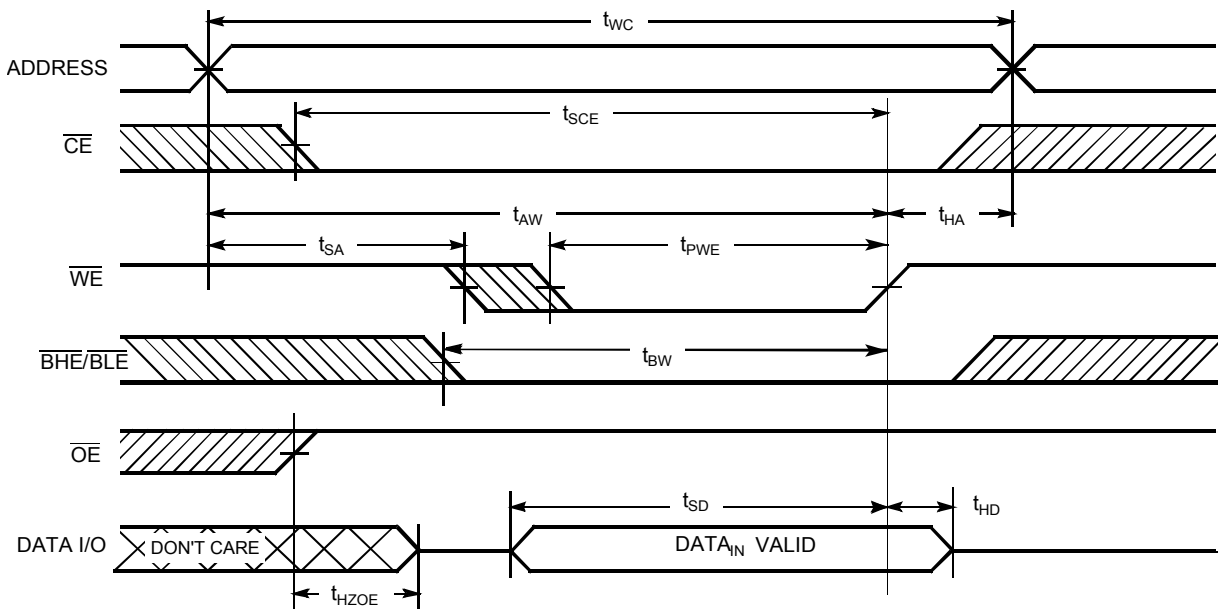 tWC
ADDRESS
tSCE
CE
tAW
tHA
tSA
tPWE
WE
BHE/BLE
tBW
OE
tSD
tHD
DATA I/O
DON'T CARE
DATAIN VALID
tHZOE